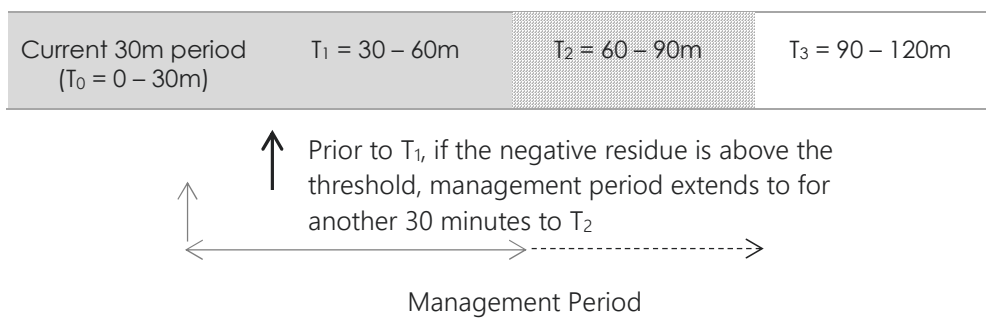 Current 30m period
(T₀ = 0 – 30m)
T₁ = 30 – 60m
T₂ = 60 – 90m
T₃ = 90 – 120m
Prior to T₁, if the negative residue is above the
threshold, management period extends to for
another 30 minutes to T₂
Management Period